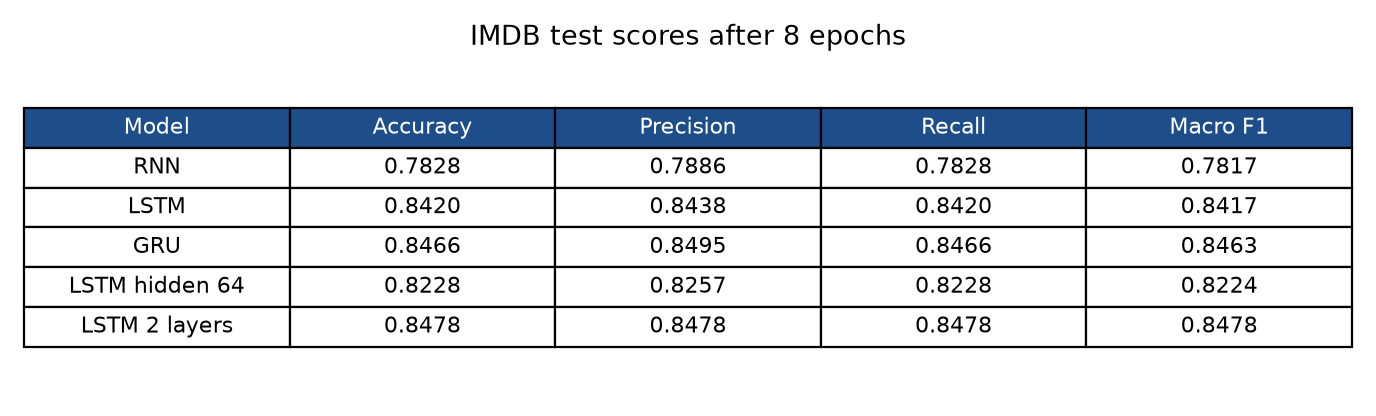 IMDB test scores after 8 epochs
Model Accuracy Precision Recall Macro F1
RNN 0.7828 0.7886 0.7828 0.7817
LSTM 0.8420 0.8438 0.8420 0.8417
GRU 0.8466 0.8495 0.8466 0.8463
LSTM hidden 64 0.8228 0.8257 0.8228 0.8224
LSTM 2 layers 0.8478 0.8478 0.8478 0.8478